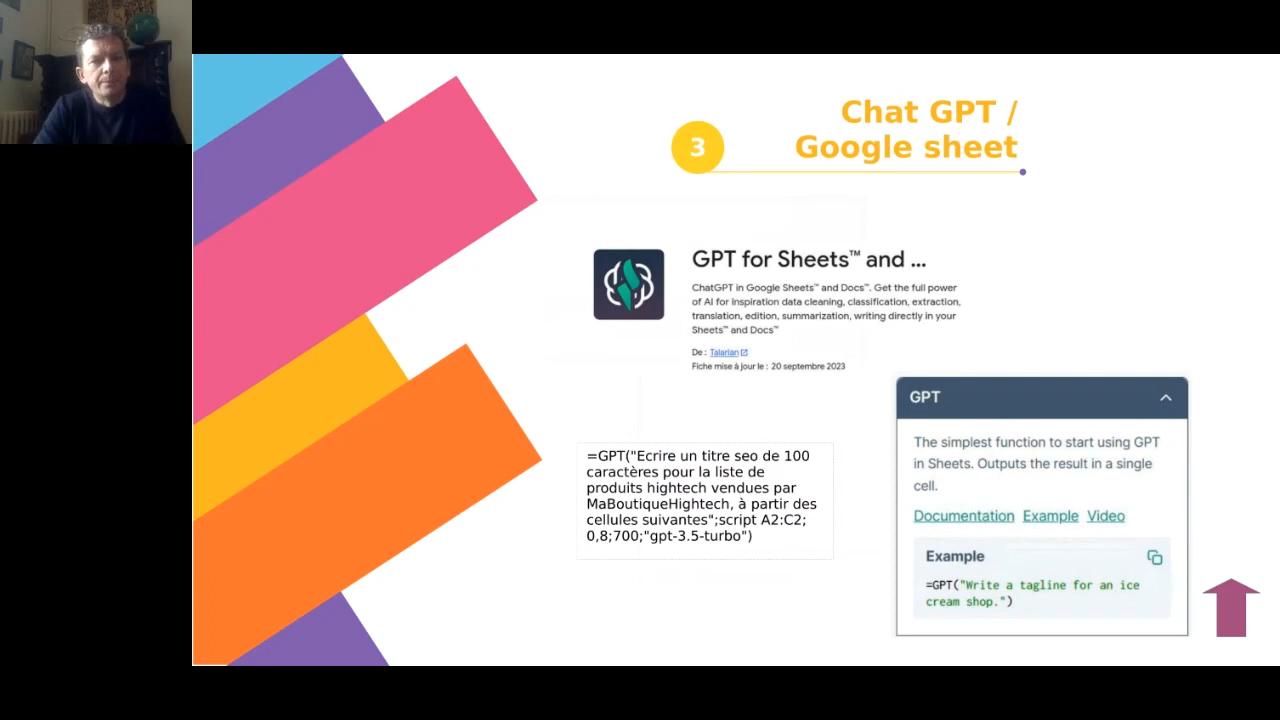 Chat GPT /
Google sheet
3
GPT for Sheets™ and ...
ChatGPT in Google Sheets™ and Docs™. Get the full power
of AI for inspiration data cleaning, classification, extraction,
translation, edition, summarization, writing directly in your
Sheets™ and Docs™
De : Talarian
Fiche mise à jour le : 20 septembre 2023
=GPT("Ecrire un titre seo de 100
caractères pour la liste de
produits hightech vendues par
MaBoutiqueHightech, à partir des
cellules suivantes";script A2:C2;
0,8;700;"gpt-3.5-turbo")
GPT
The simplest function to start using GPT
in Sheets. Outputs the result in a single
cell.
Documentation Example Video
Example
=GPT("Write a tagline for an ice
cream shop.")